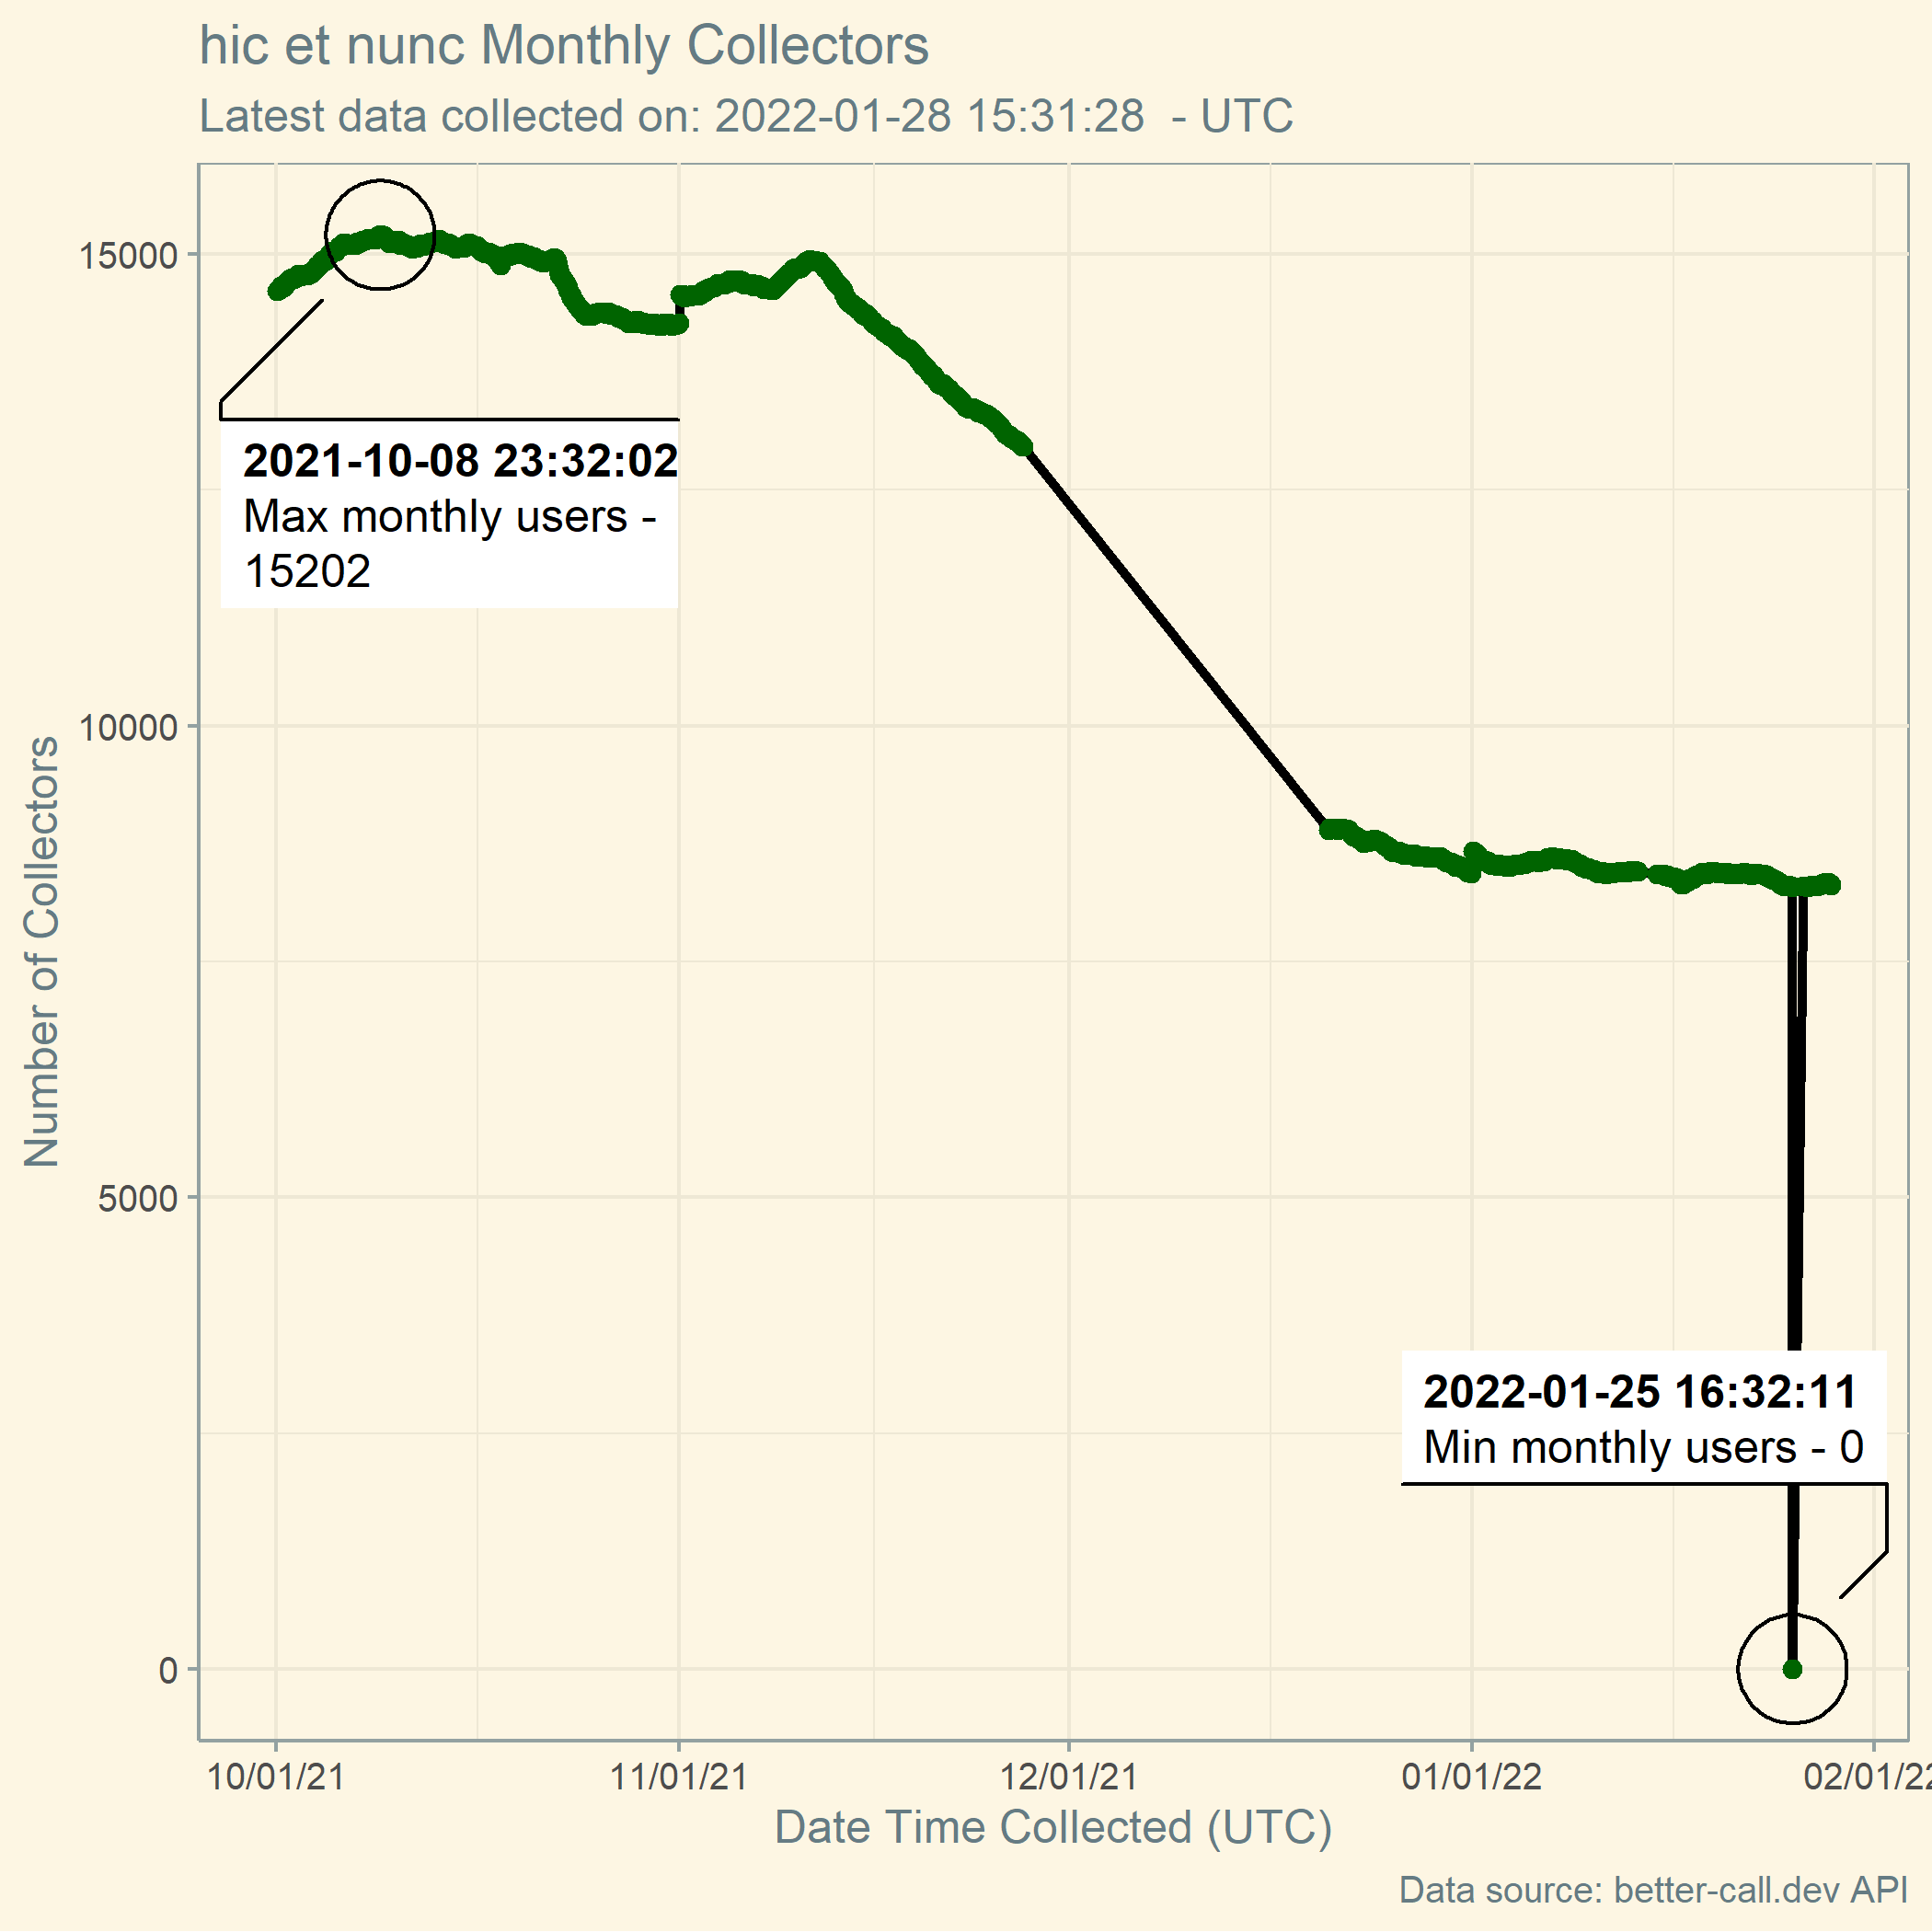 hic et nunc Monthly Collectors
Latest data collected on: 2022-01-28 15:31:28  - UTC
15000
10000
5000
0
Number of Collectors
2021-10-08 23:32:02
Max monthly users -
15202
2022-01-25 16:32:11
Min monthly users - 0
10/01/21
11/01/21
12/01/21
01/01/22
02/01/22
Date Time Collected (UTC)
Data source: better-call.dev API